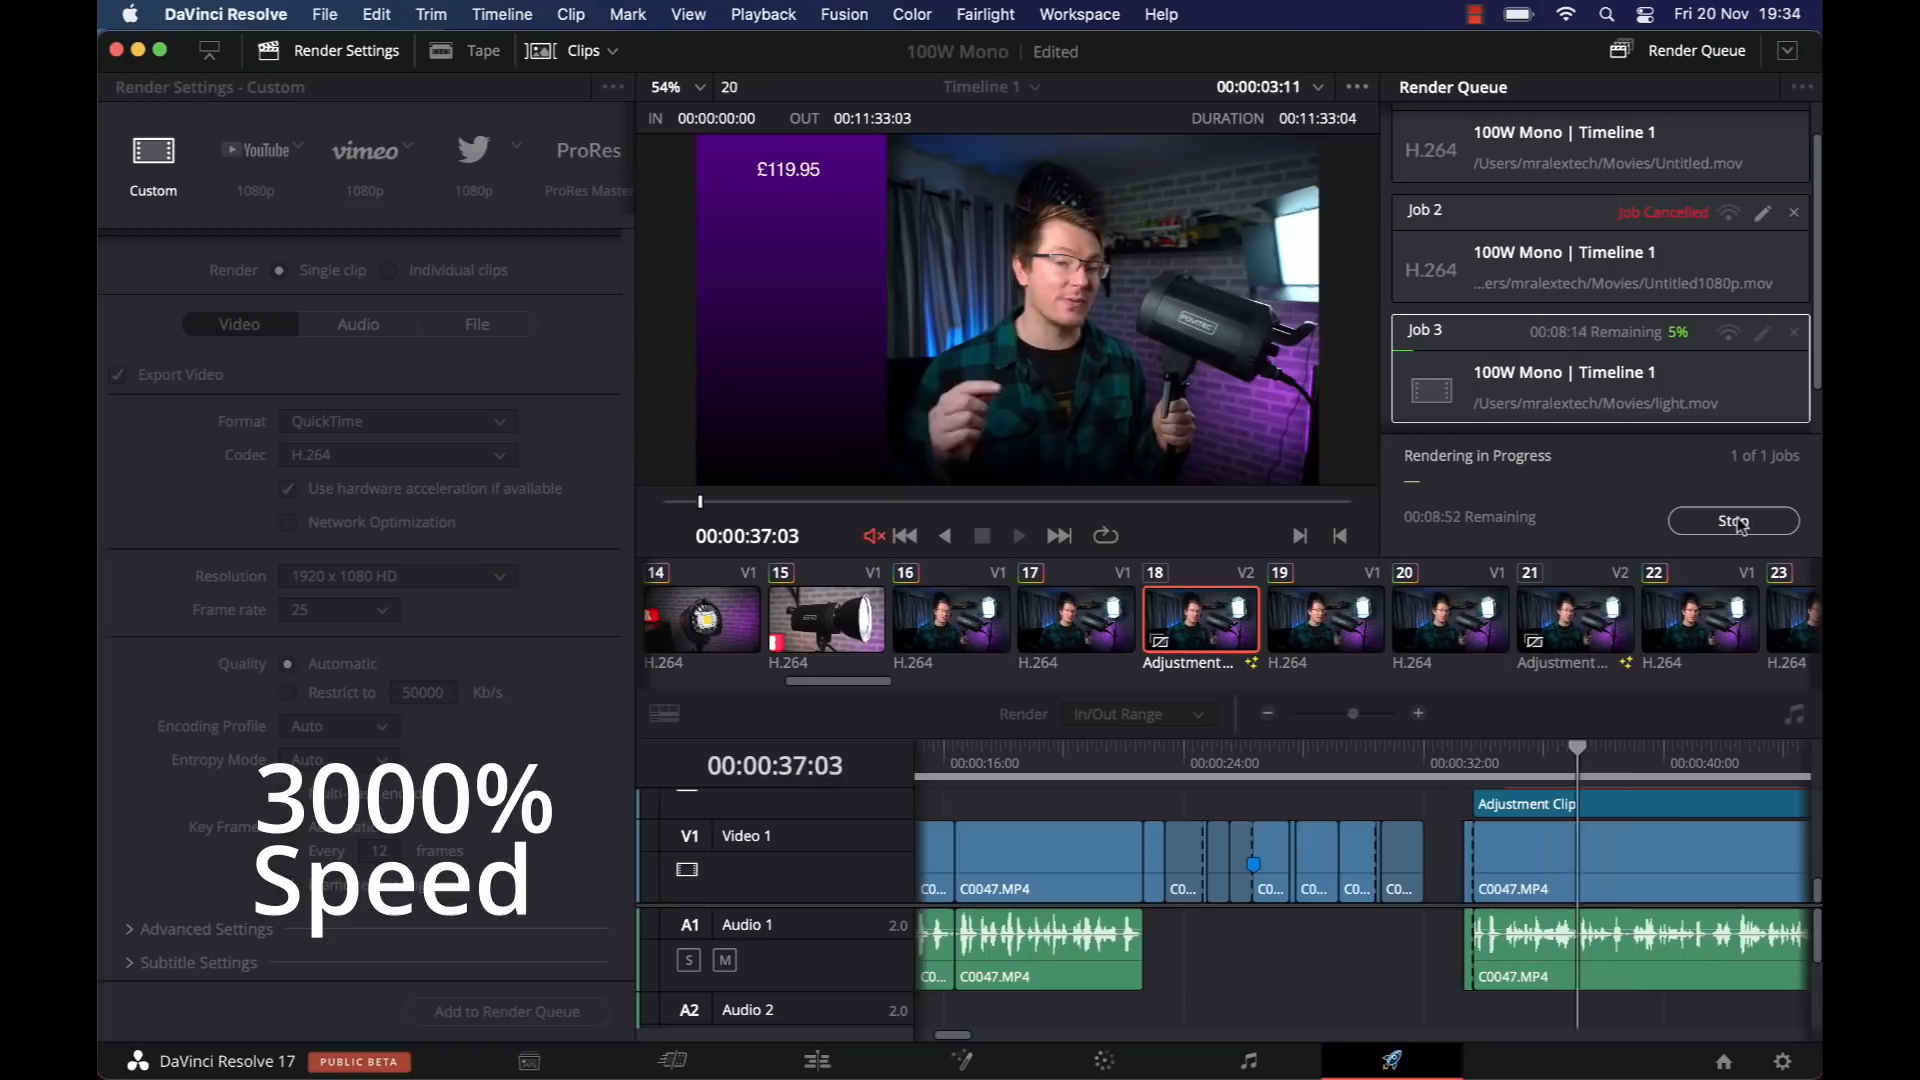 DaVinci Resolve File Edit Trim Timeline Clip Mark View Playback Fusion Color Fairlight Workspace Help Fri 20 Nov 19:34
Render Settings Tape Clips 100W Mono Edited Render Queue
Render Settings - Custom
54% 20 Timeline 1 00:00:03:11
Render Queue
IN 00:00:00:00 OUT 00:11:33:03 DURATION 00:11:33:04
YouTube vimeo ProRes
Custom 1080p 1080p 1080p ProRes Master
Render Single clip Individual clips
Video Audio File
Export Video
Format QuickTime
Codec H.264
Use hardware acceleration if available
Network Optimization
Resolution 1920 x 1080 HD
Frame rate 25
Quality Automatic
Restrict to 50000 Kb/s
Encoding Profile Auto
Entropy Mode Auto
Key Frame
Every 12 frames
3000%
Speed
Advanced Settings
Subtitle Settings
Add to Render Queue
£119.95
FOVITEC
H.264 100W Mono | Timeline 1
/Users/mralextech/Movies/Untitled.mov
Job 2 Job Cancelled
H.264 100W Mono | Timeline 1
...ers/mralextech/Movies/Untitled1080p.mov
Job 3 00:08:14 Remaining 5%
100W Mono | Timeline 1
/Users/mralextech/Movies/light.mov
Rendering in Progress 1 of 1 Jobs
00:08:52 Remaining Stop
00:00:37:03
14 V1 15 V1 16 V1 17 V1 18 V2 19 V1 20 V1 21 V2 22 V1 23
H.264 H.264 H.264 H.264 Adjustment... H.264 H.264 Adjustment... H.264 H.264
Render In/Out Range
00:00:37:03 00:00:16:00 00:00:24:00 00:00:32:00 00:00:40:00
Adjustment Clip
V1 Video 1
C0... C0047.MP4 C0... C0... C0... C0... C0... C0047.MP4
A1 Audio 1 2.0
S M
C0... C0047.MP4 C0047.MP4
A2 Audio 2 2.0
DaVinci Resolve 17 PUBLIC BETA